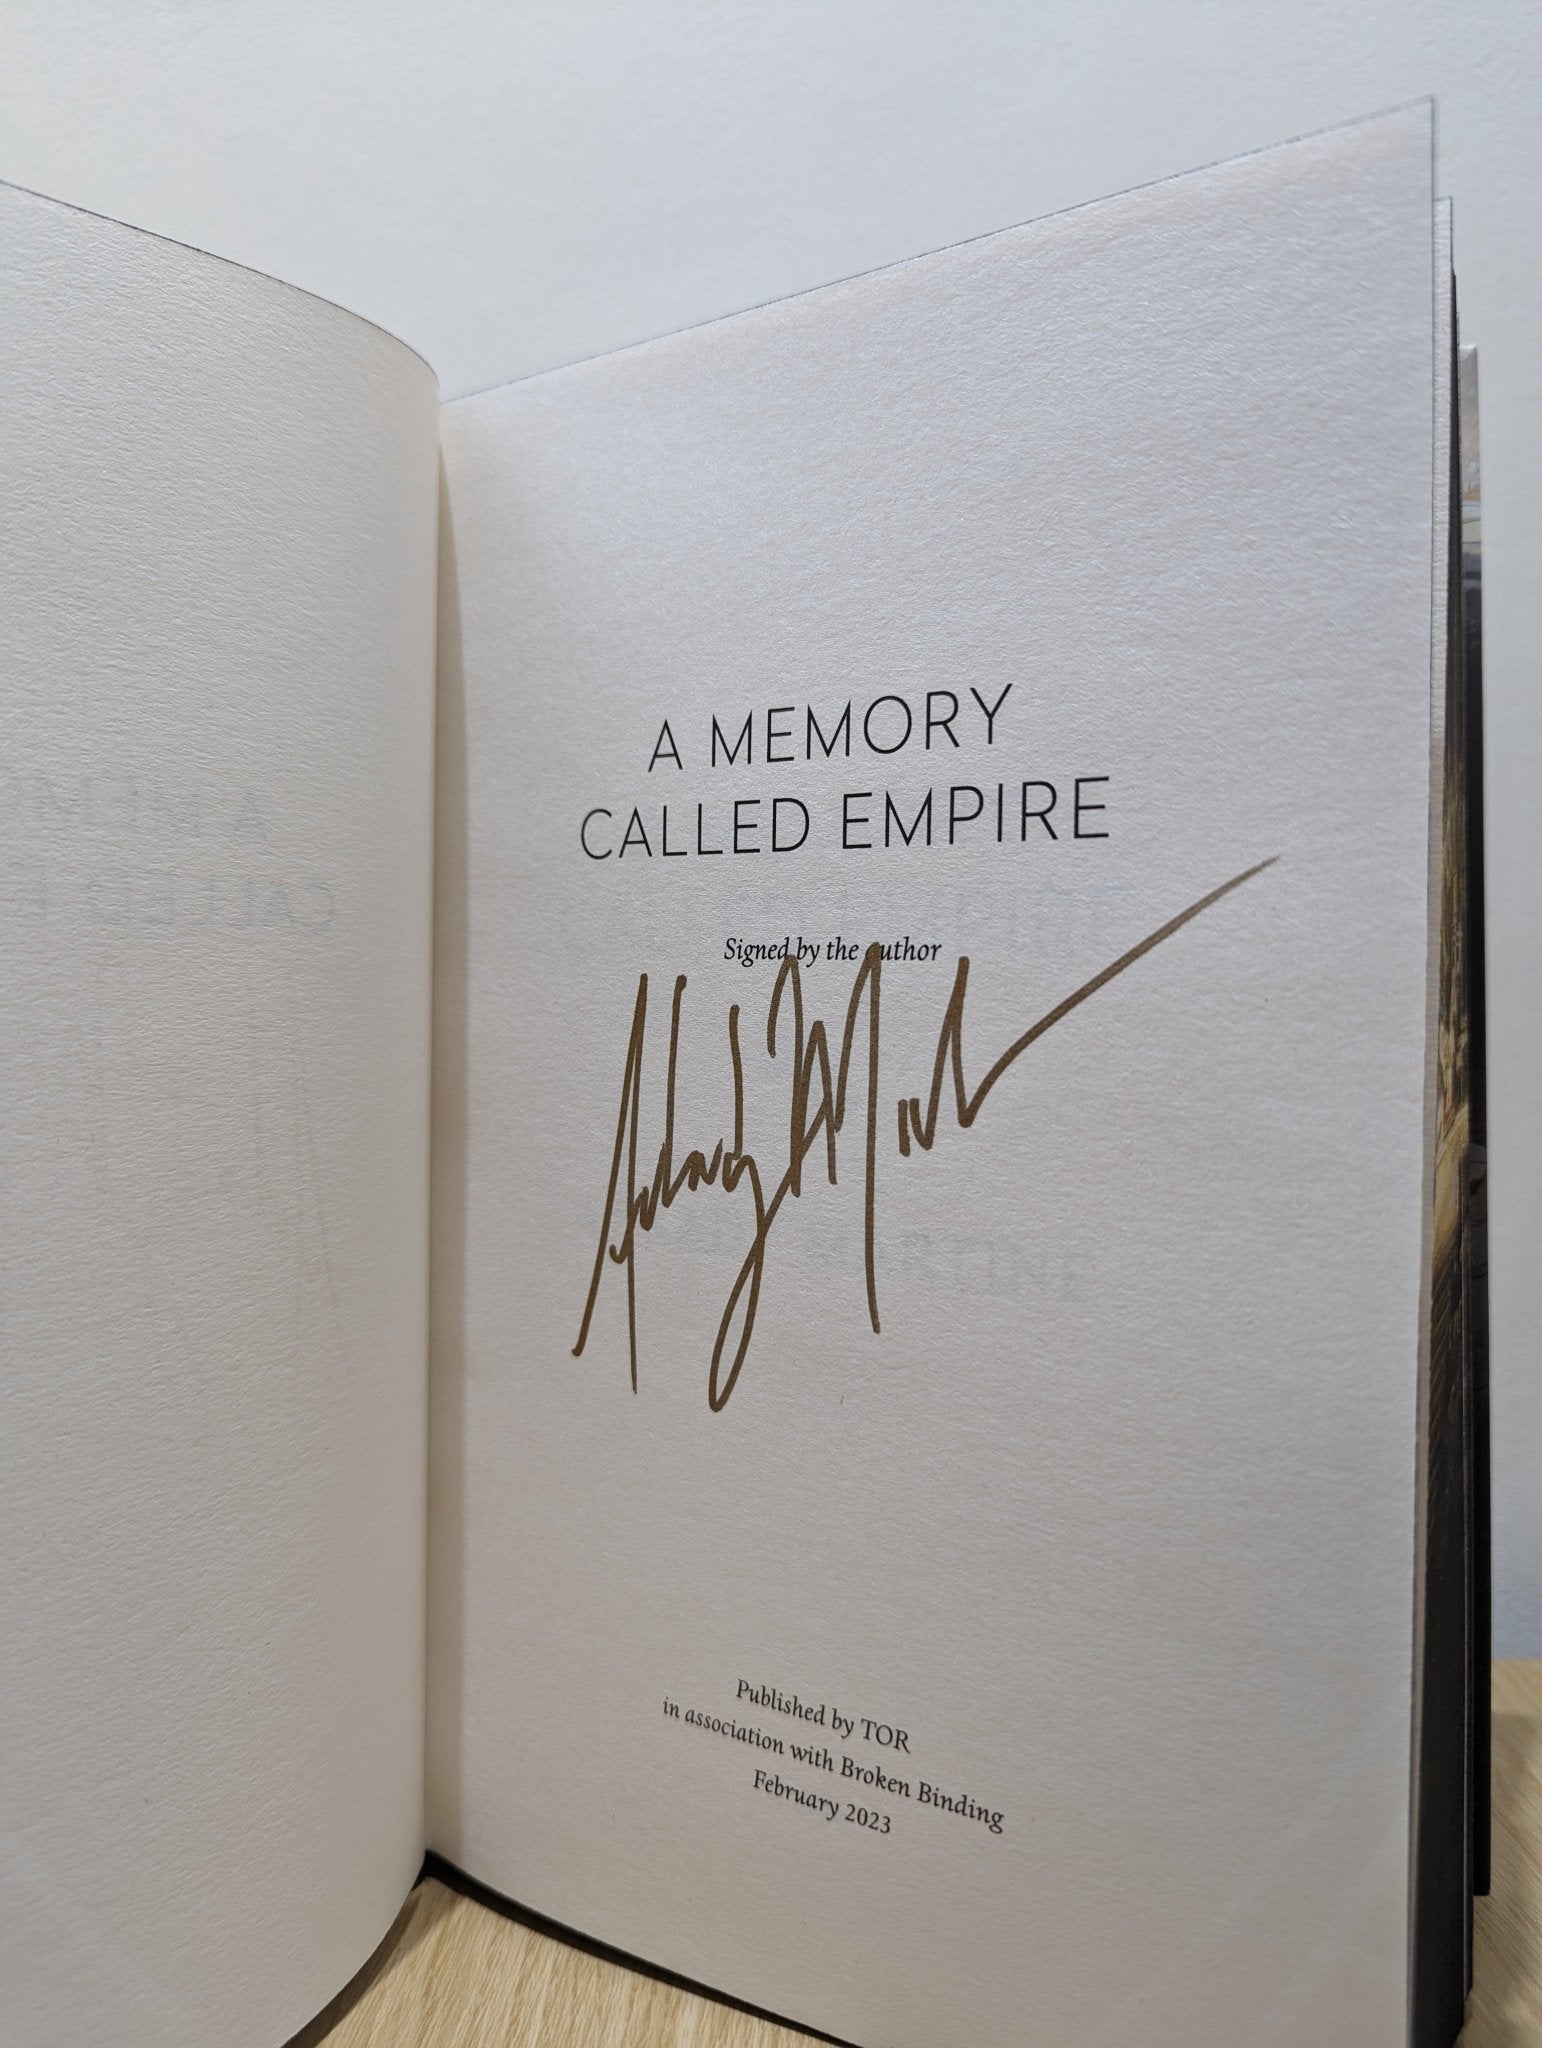 A MEMORY
CALLED EMPIRE
Signed by the author
Published by TOR
in association with Broken Binding
February 2023